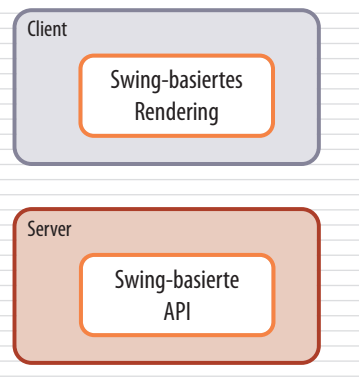 Client
Swing-basiertes
Rendering
Server
Swing-basierte
API